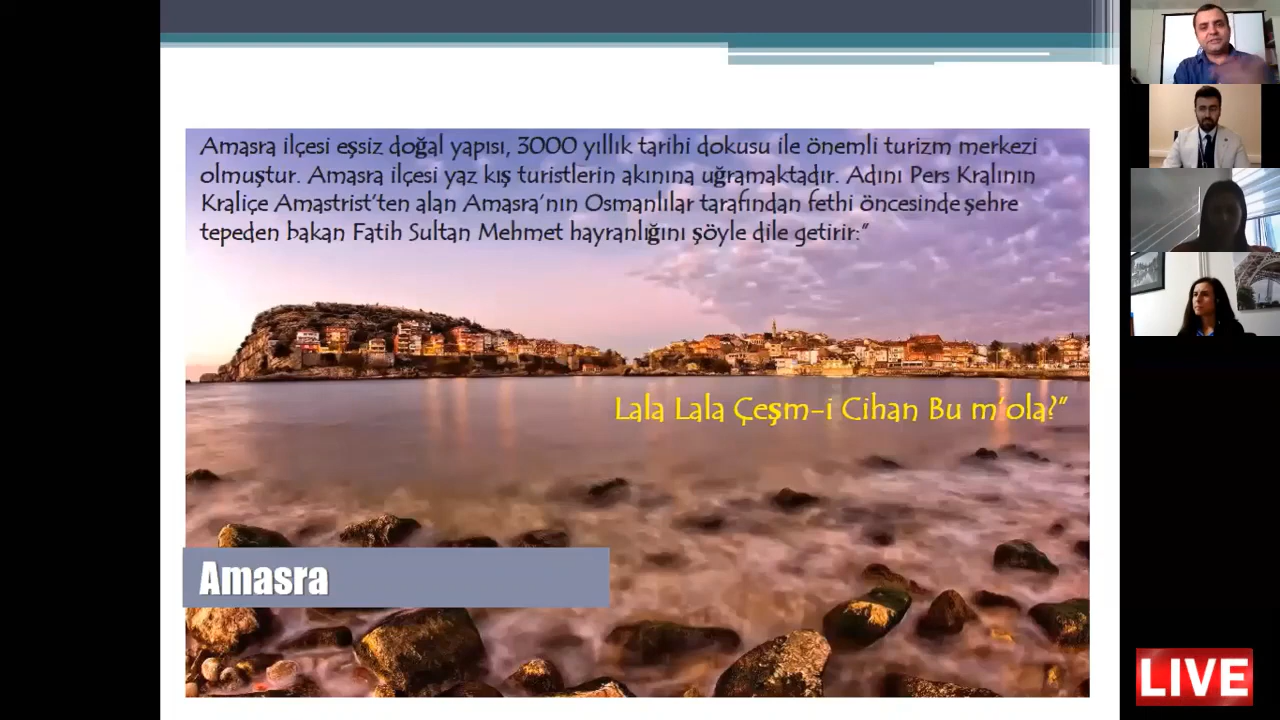 Amasra ilçesi eşsiz doğal yapısı, 3000 yıllık tarihi dokusu ile önemli turizm merkezi
olmuştur. Amasra ilçesi yaz kış turistlerin akınına uğramaktadır. Adını Pers Kralının
Kraliçe Amastrist’ten alan Amasra’nın Osmanlılar tarafından fethi öncesinde şehre
tepeden bakan Fatih Sultan Mehmet hayranlığını şöyle dile getirir:“
Lala Lala Çeşm-i Cihan Bu m’ola?“
Amasra
LIVE